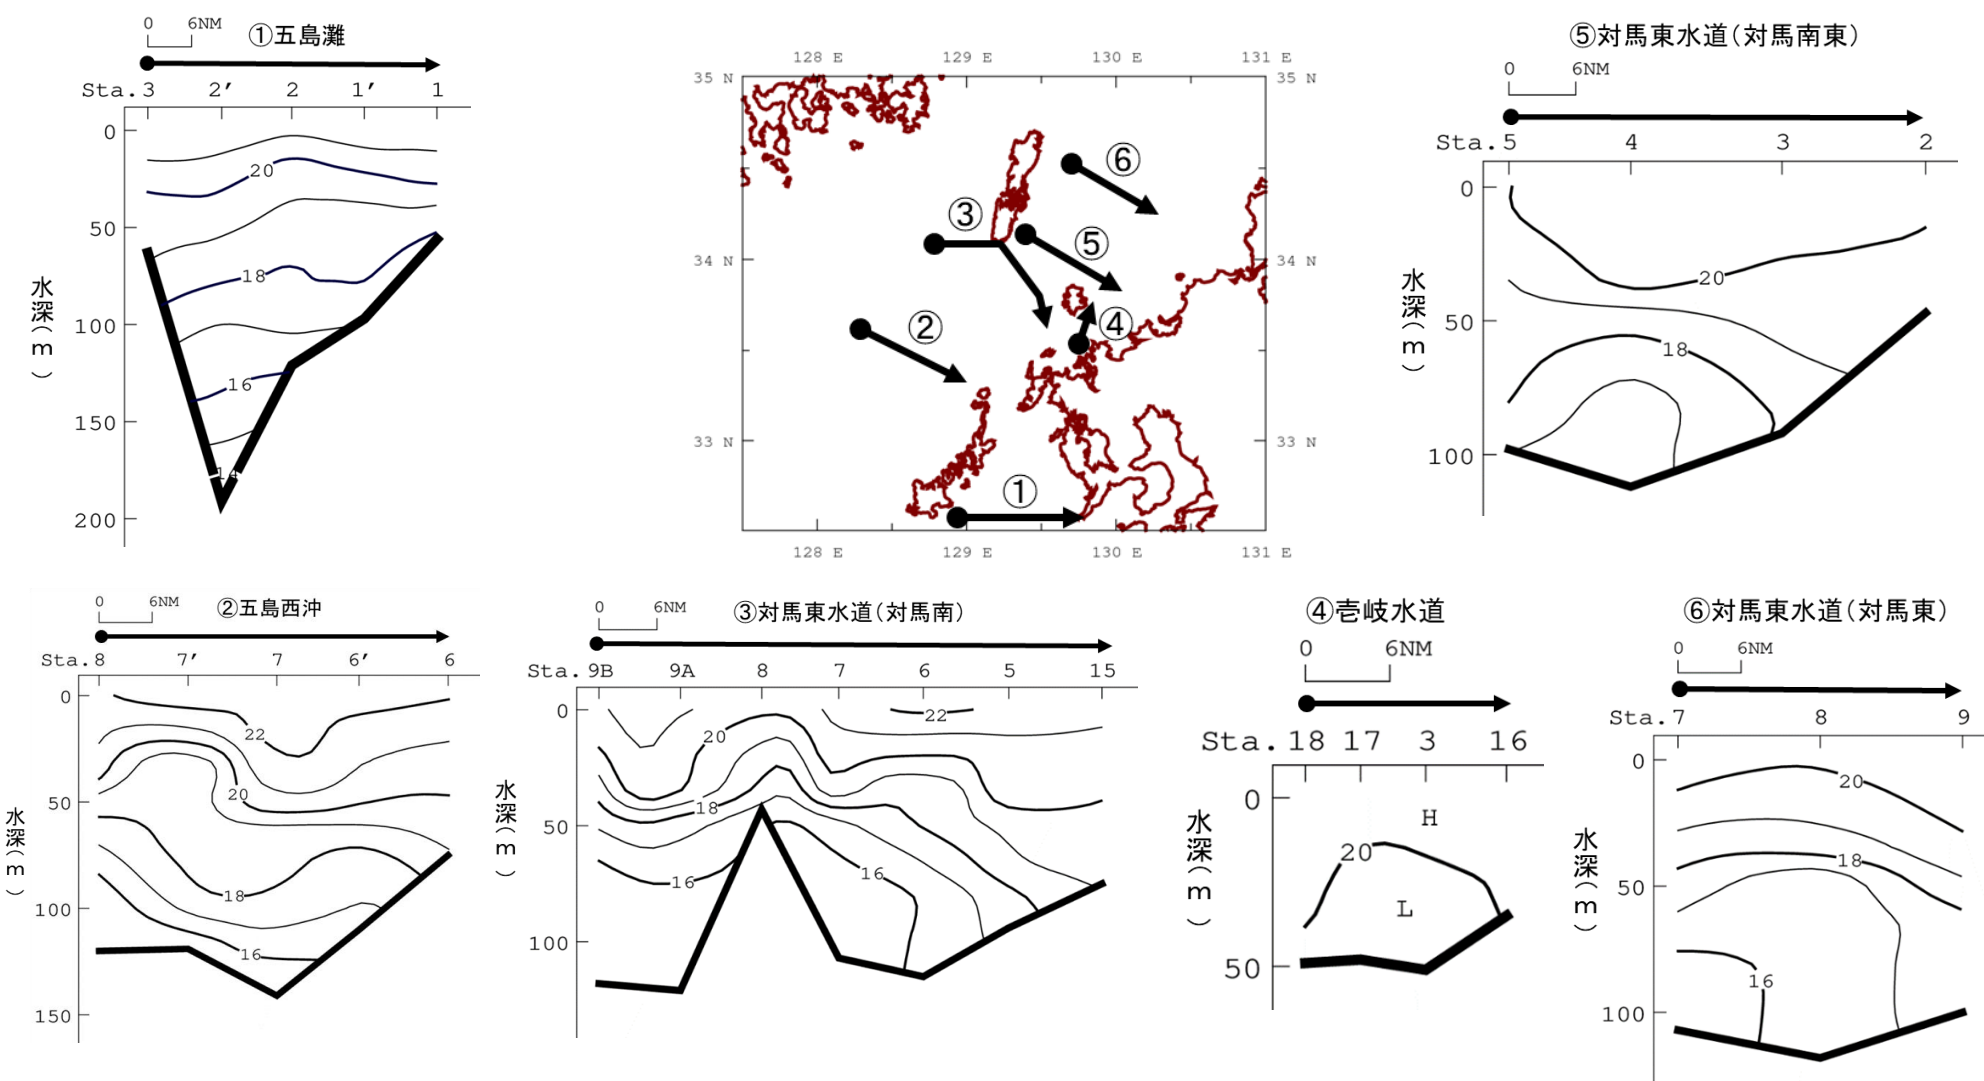 ①五島灘
0 6NM
Sta.3 2′ 2 1′ 1
0
50
100
150
200
水深(m)
20
18
16
14
128 E 129 E 130 E 131 E
35 N 35 N
34 N 34 N
33 N 33 N
128 E 129 E 130 E 131 E
⑥
③
⑤
②
④
①
⑤対馬東水道(対馬南東)
0 6NM
Sta.5 4 3 2
0
50
100
水深(m)
20
18
②五島西沖
0 6NM
Sta.8 7′ 7 6′ 6
0
50
100
150
水深(m)
22
20
18
16
③対馬東水道(対馬南)
0 6NM
Sta.9B 9A 8 7 6 5 15
0
50
100
水深(m)
22
20
18
16
16
④壱岐水道
0 6NM
Sta.18 17 3 16
0
50
水深(m)
H
20
L
⑥対馬東水道(対馬東)
0 6NM
Sta.7 8 9
0
50
100
水深(m)
20
18
16